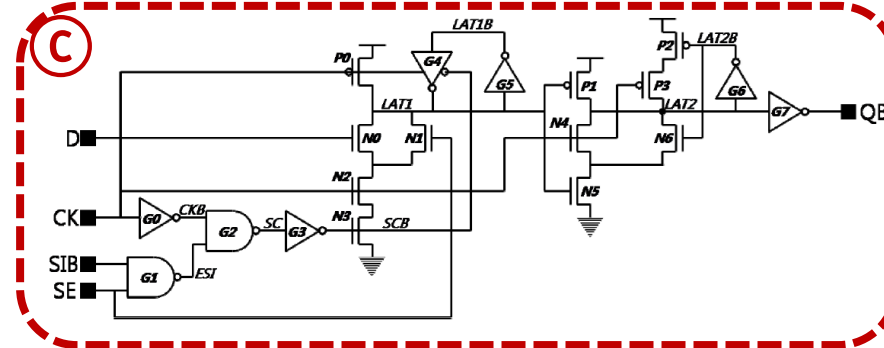 C
LAT1B
P0
G4
G5
P2
LAT2B
P3
G6
P1
LAT1
LAT2
G7
QB
D
N0
N1
N4
N6
N2
N5
CK
G0
CKB
G2
SC
G3
N3
SCB
SIB
G1
ESI
SE